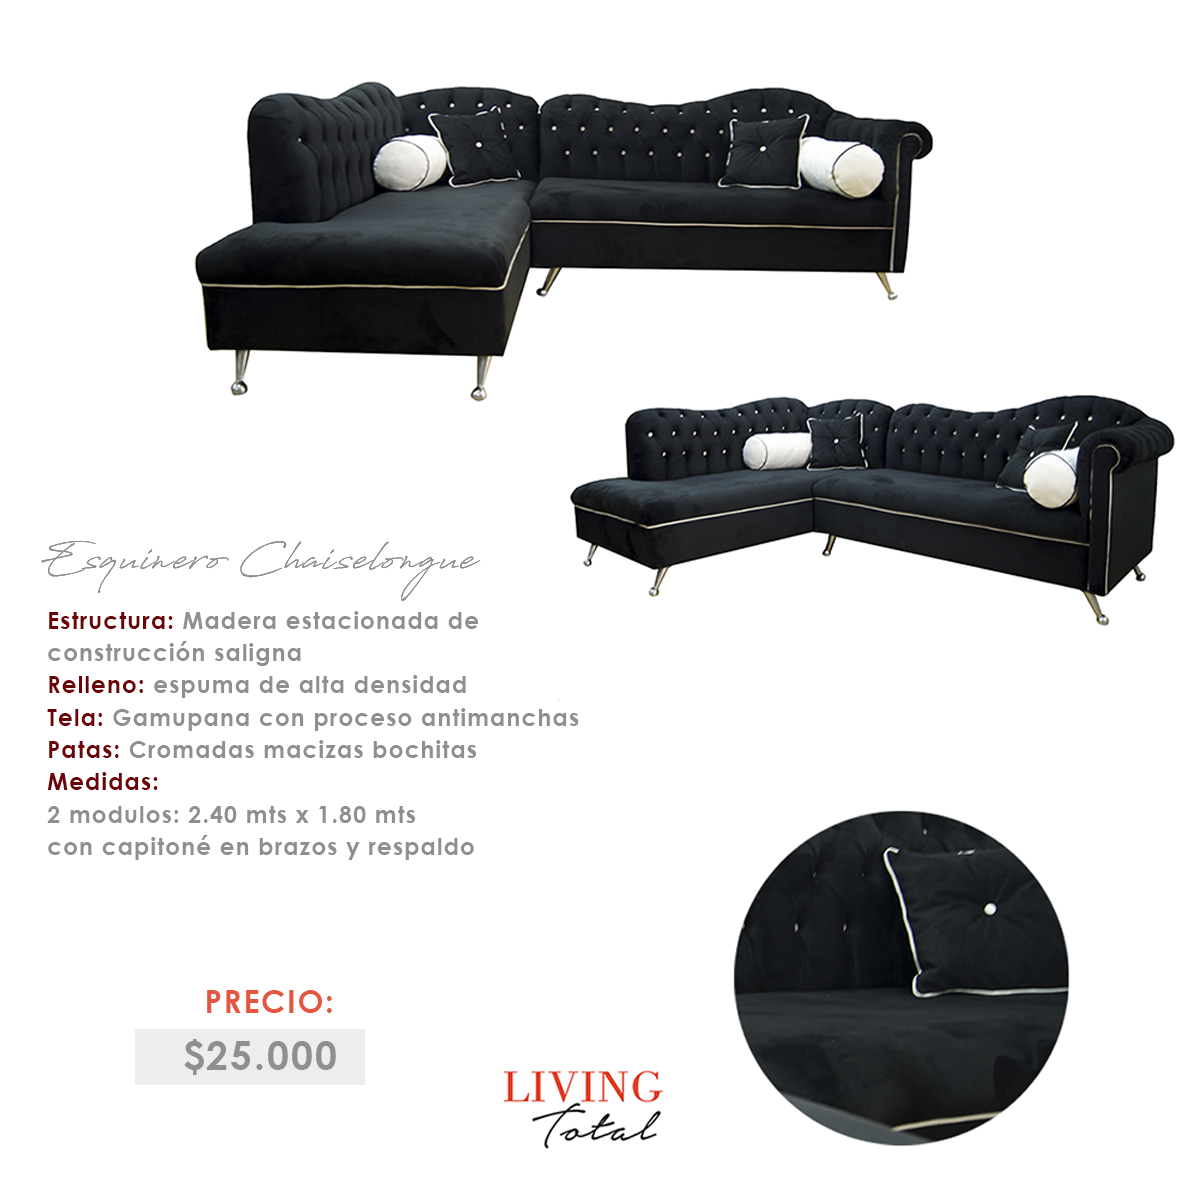 Esquinero Chaiselongue
Estructura: Madera estacionada de
construcción saligna
Relleno: espuma de alta densidad
Tela: Gamupana con proceso antimanchas
Patas: Cromadas macizas bochitas
Medidas:
2 modulos: 2.40 mts x 1.80 mts
con capitoné en brazos y respaldo
PRECIO:
$25.000
LIVING
Total